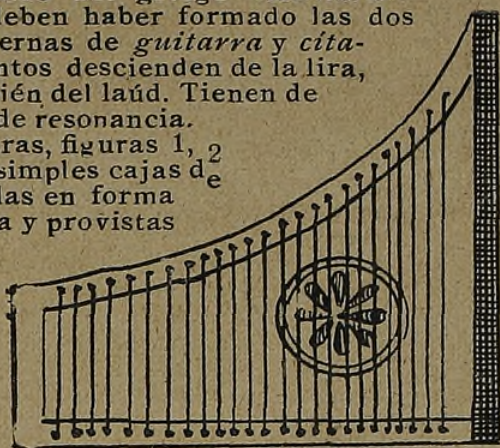 eben haber formado las dos
ernas de guitarra y cíta-
ntos descienden de la lira,
ién del laúd. Tienen de
de resonancia.
ras, figuras 1, 2
simples cajas de
las en forma
a y provistas